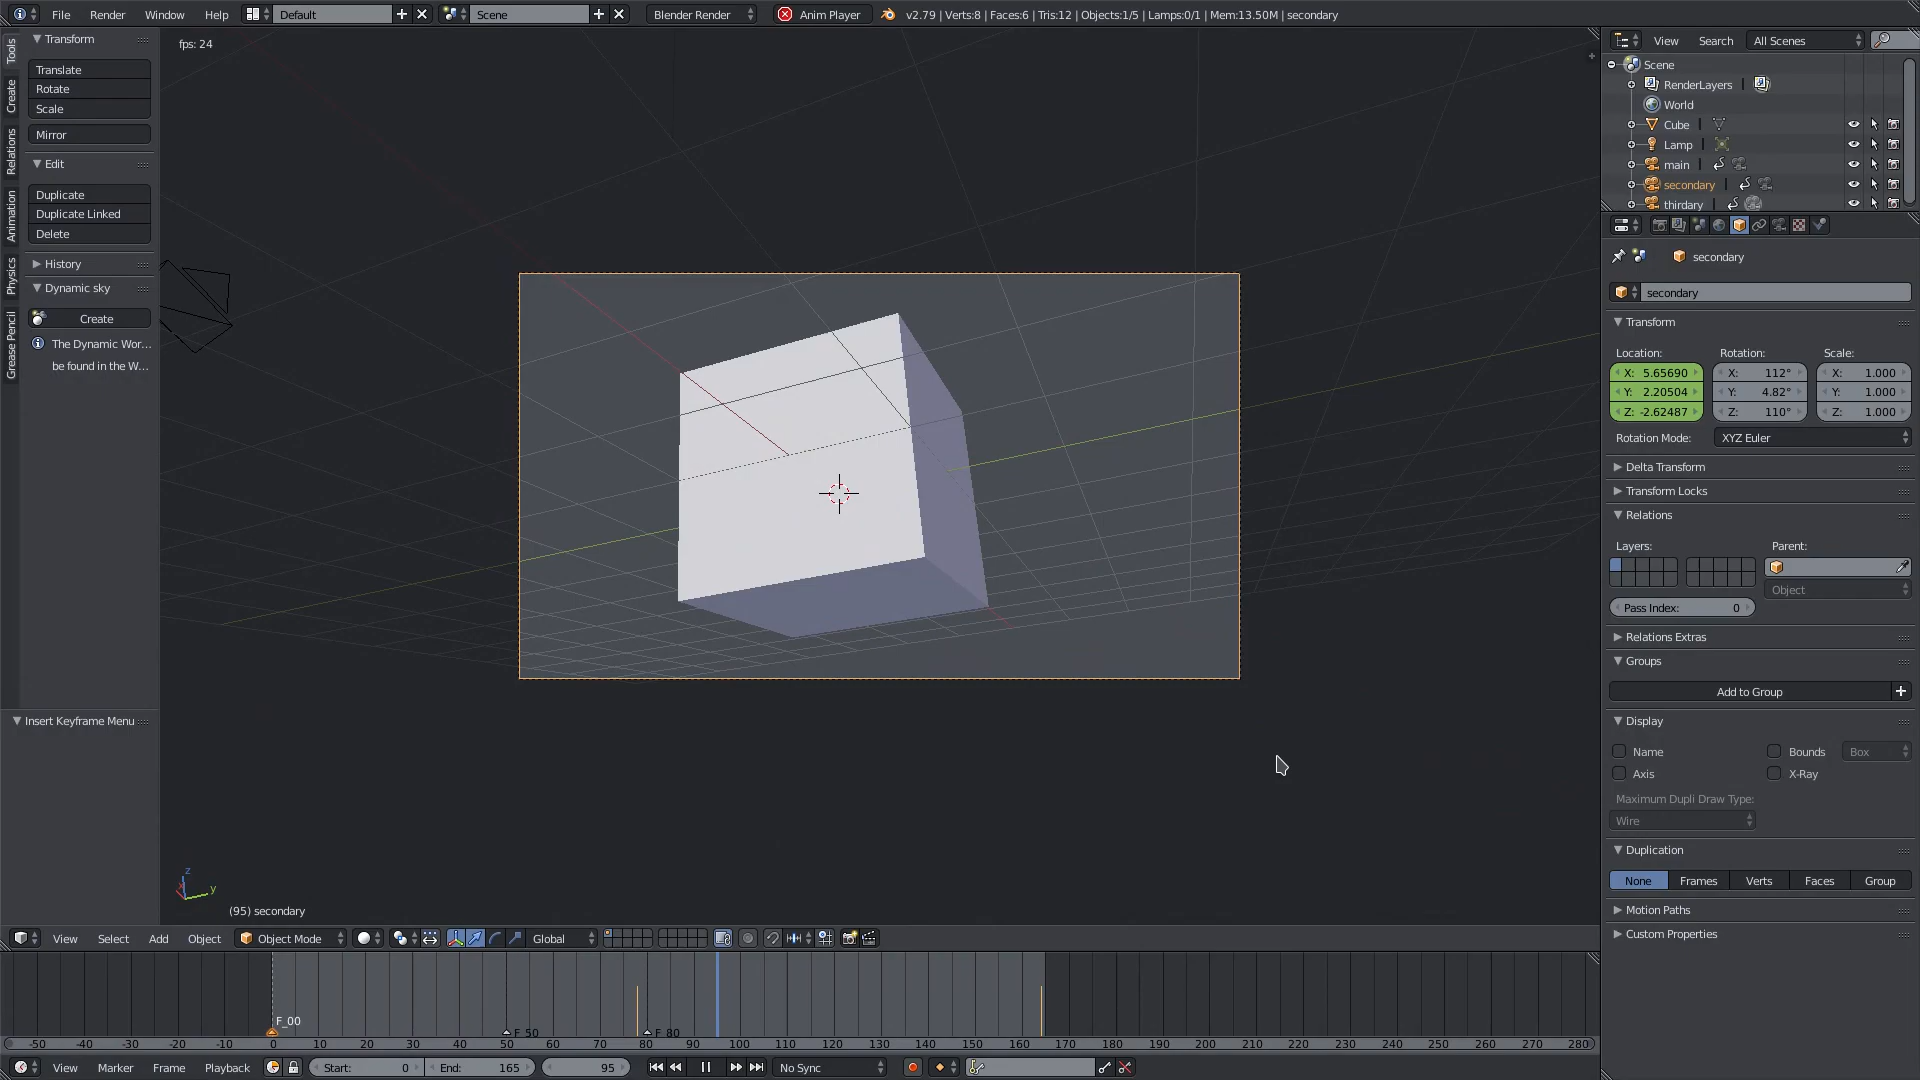 File Render Window Help Default Scene Blender Render Anim Player v2.79 | Verts:8 | Faces:6 | Tris:12 | Objects:1/5 | Lamps:0/1 | Mem:13.50M | secondary
Tools
Create
Relations
Animation
Physics
Grease Pencil
Transform
Translate
Rotate
Scale
Mirror
Edit
Duplicate
Duplicate Linked
Delete
History
Dynamic sky
Create
The Dynamic Wor...
be found in the W...
Insert Keyframe Menu
fps: 24
z
y
(95) secondary
View Search All Scenes
Scene
RenderLayers
World
Cube
Lamp
main
secondary
thirdary
secondary
secondary
Transform
Location: Rotation: Scale:
X: 5.65690 X: 112° X: 1.000
Y: 2.20504 Y: 4.82° Y: 1.000
Z: -2.62487 Z: 110° Z: 1.000
Rotation Mode: XYZ Euler
Delta Transform
Transform Locks
Relations
Layers: Parent:
Object
Pass Index: 0
Relations Extras
Groups
Add to Group
Display
Name Bounds Box
Axis X-Ray
Maximum Dupli Draw Type:
Wire
Duplication
None Frames Verts Faces Group
Motion Paths
Custom Properties
View Select Add Object Object Mode Global
F_00
F_50 F_80
-50 -40 -30 -20 -10 0 10 20 30 40 50 60 70 80 90 100 110 120 130 140 150 160 170 180 190 200 210 220 230 240 250 260 270 280
View Marker Frame Playback Start: 0 End: 165 95 No Sync